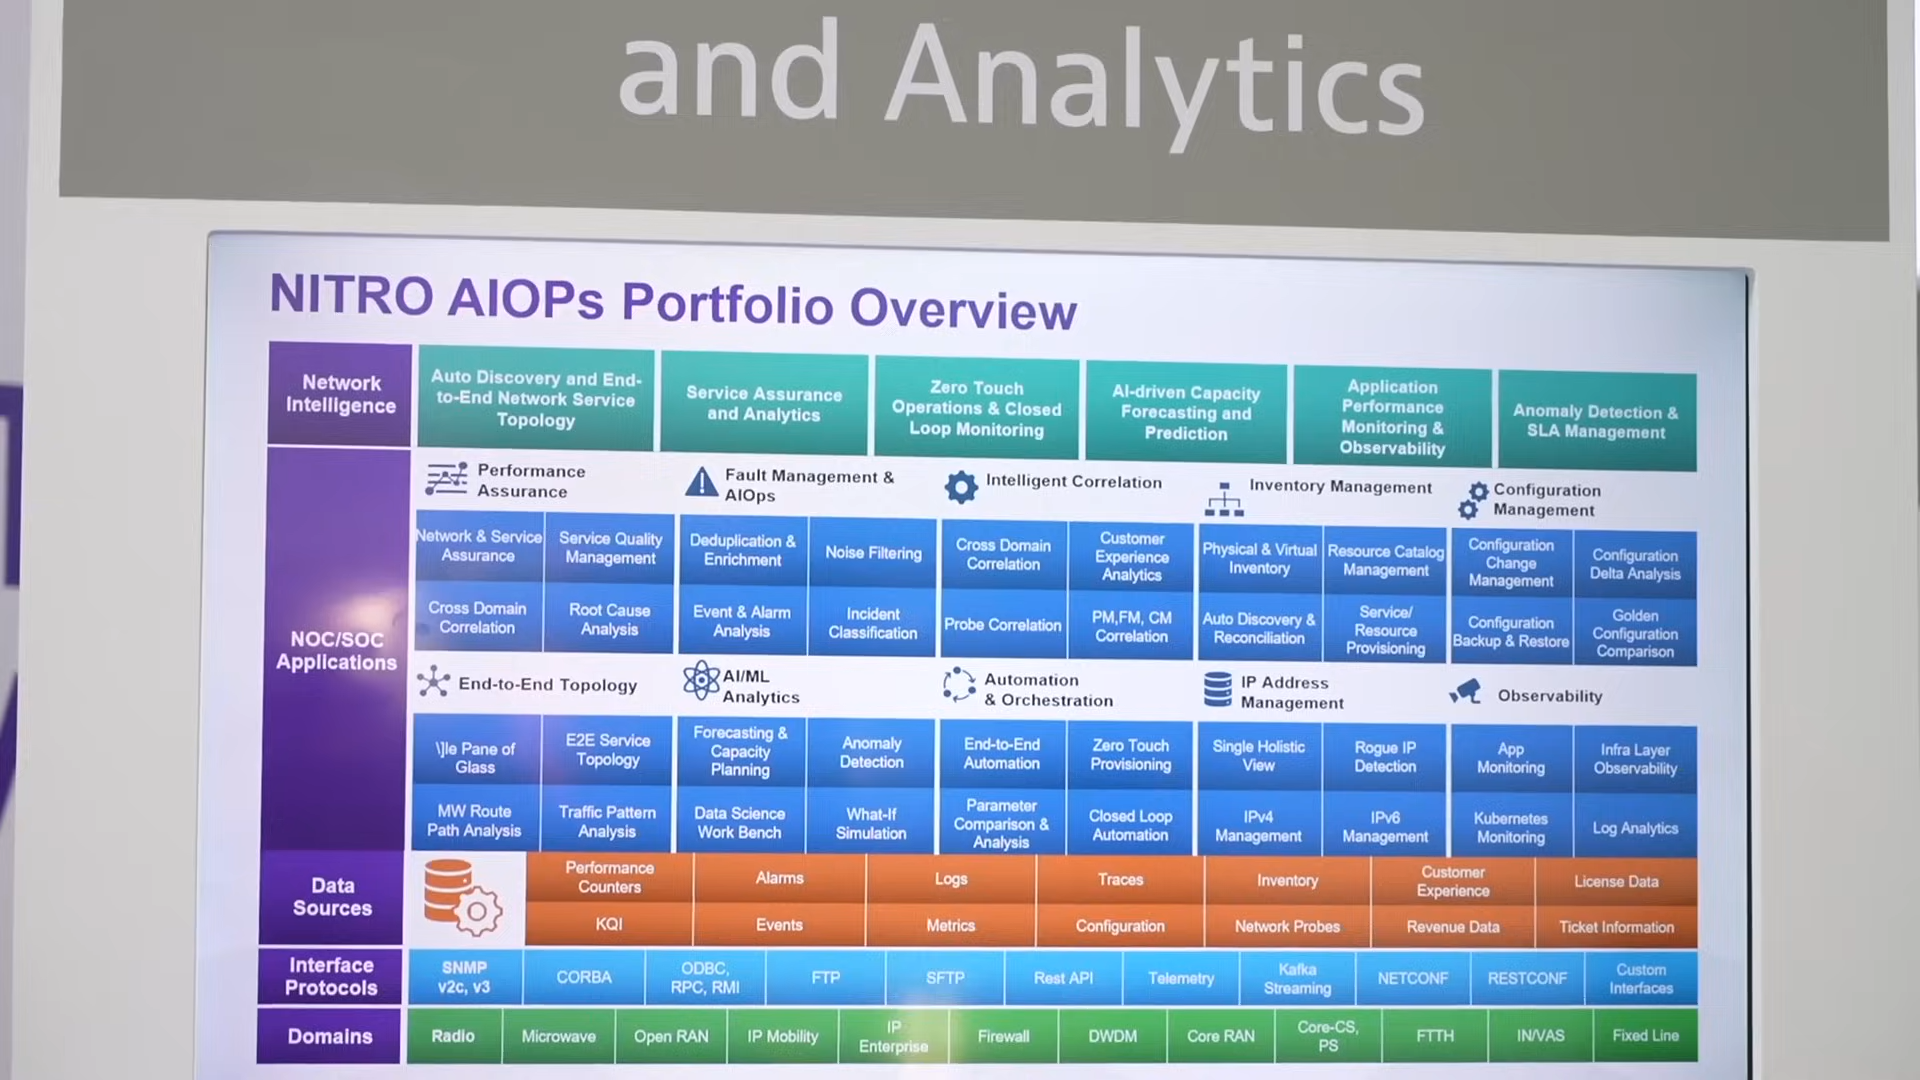 and Analytics
NITRO AIOPs Portfolio Overview
Network
Intelligence
Auto Discovery and End-
to-End Network Service
Topology
Service Assurance
and Analytics
Zero Touch
Operations & Closed
Loop Monitoring
AI-driven Capacity
Forecasting and
Prediction
Application
Performance
Monitoring &
Observability
Anomaly Detection &
SLA Management
NOC/SOC
Applications
Performance
Assurance
Fault Management &
AIOps
Intelligent Correlation
Inventory Management
Configuration
Management
Network & Service
Assurance
Service Quality
Management
Deduplication &
Enrichment
Noise Filtering
Cross Domain
Correlation
Customer
Experience
Analytics
Physical & Virtual
Inventory
Resource Catalog
Management
Configuration
Change
Management
Configuration
Delta Analysis
Cross Domain
Correlation
Root Cause
Analysis
Event & Alarm
Analysis
Incident
Classification
Probe Correlation
PM,FM, CM
Correlation
Auto Discovery &
Reconciliation
Service/
Resource
Provisioning
Configuration
Backup & Restore
Golden
Configuration
Comparison
End-to-End Topology
AI/ML
Analytics
Automation
& Orchestration
IP Address
Management
Observability
\]le Pane of
Glass
E2E Service
Topology
Forecasting &
Capacity
Planning
Anomaly
Detection
End-to-End
Automation
Zero Touch
Provisioning
Single Holistic
View
Rogue IP
Detection
App
Monitoring
Infra Layer
Observability
MW Route
Path Analysis
Traffic Pattern
Analysis
Data Science
Work Bench
What-If
Simulation
Parameter
Comparison &
Analysis
Closed Loop
Automation
IPv4
Management
IPv6
Management
Kubernetes
Monitoring
Log Analytics
Data
Sources
Performance
Counters
Alarms
Logs
Traces
Inventory
Customer
Experience
License Data
KQI
Events
Metrics
Configuration
Network Probes
Revenue Data
Ticket Information
Interface
Protocols
SNMP
v2c, v3
CORBA
ODBC,
RPC, RMI
FTP
SFTP
Rest API
Telemetry
Kafka
Streaming
NETCONF
RESTCONF
Custom
Interfaces
Domains
Radio
Microwave
Open RAN
IP Mobility
IP
Enterprise
Firewall
DWDM
Core RAN
Core-CS,
PS
FTTH
IN/VAS
Fixed Line